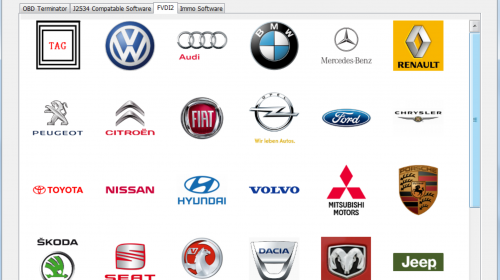 OBD Terminator J2534 Compatable Software FVDI2 Immo Software
TAG
Audi
BMW
Mercedes-Benz
RENAULT
PEUGEOT
CITROËN
FIAT
Wir leben Autos.
Ford
CHRYSLER
TOYOTA
NISSAN
HYUNDAI
VOLVO
MITSUBISHI
MOTORS
ŠKODA
SEAT
DACIA
Jeep